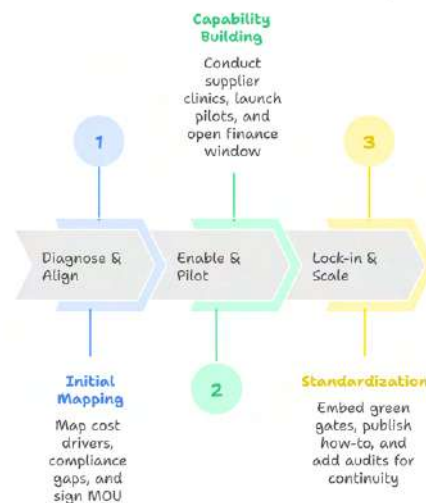 Capability
Building
Conduct
supplier
clinics, launch
pilots, and
open finance
window
1
3
Diagnose &
Align
Enable &
Pilot
Lock-in &
Scale
Initial
Mapping
Map cost
drivers,
compliance
gaps, and
sign MOU
2
Standardization
Embed green
gates, publish
how-to, and
add audits for
continuity